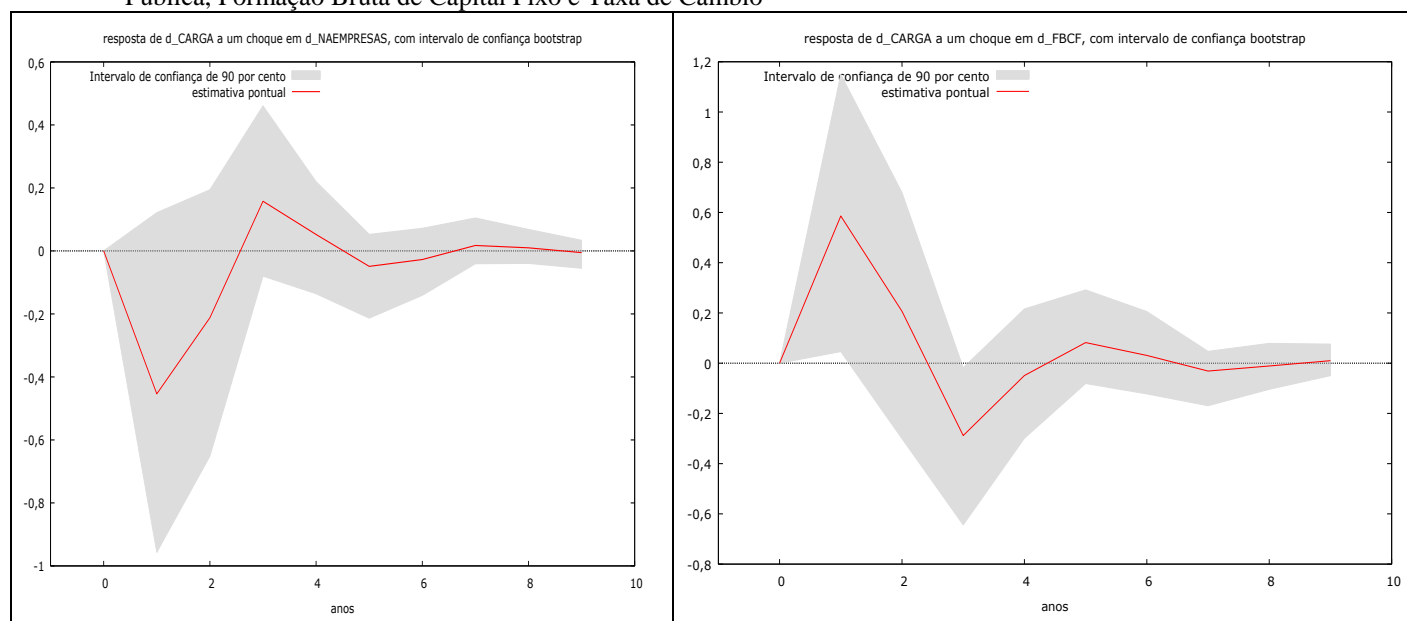 Pública, Formação Bruta de Capital Fixo e Taxa de Câmbio
resposta de d_CARGA a um choque em d_NAEMPRESAS, com intervalo de confiança bootstrap
Intervalo de confiança de 90 por cento
estimativa pontual
0,6
0,4
0,2
0
-0,2
-0,4
-0,6
-0,8
-1
0 2 4 6 8 10
anos
resposta de d_CARGA a um choque em d_FBCF, com intervalo de confiança bootstrap
Intervalo de confiança de 90 por cento
estimativa pontual
1,2
1
0,8
0,6
0,4
0,2
0
-0,2
-0,4
-0,6
-0,8
0 2 4 6 8 10
anos